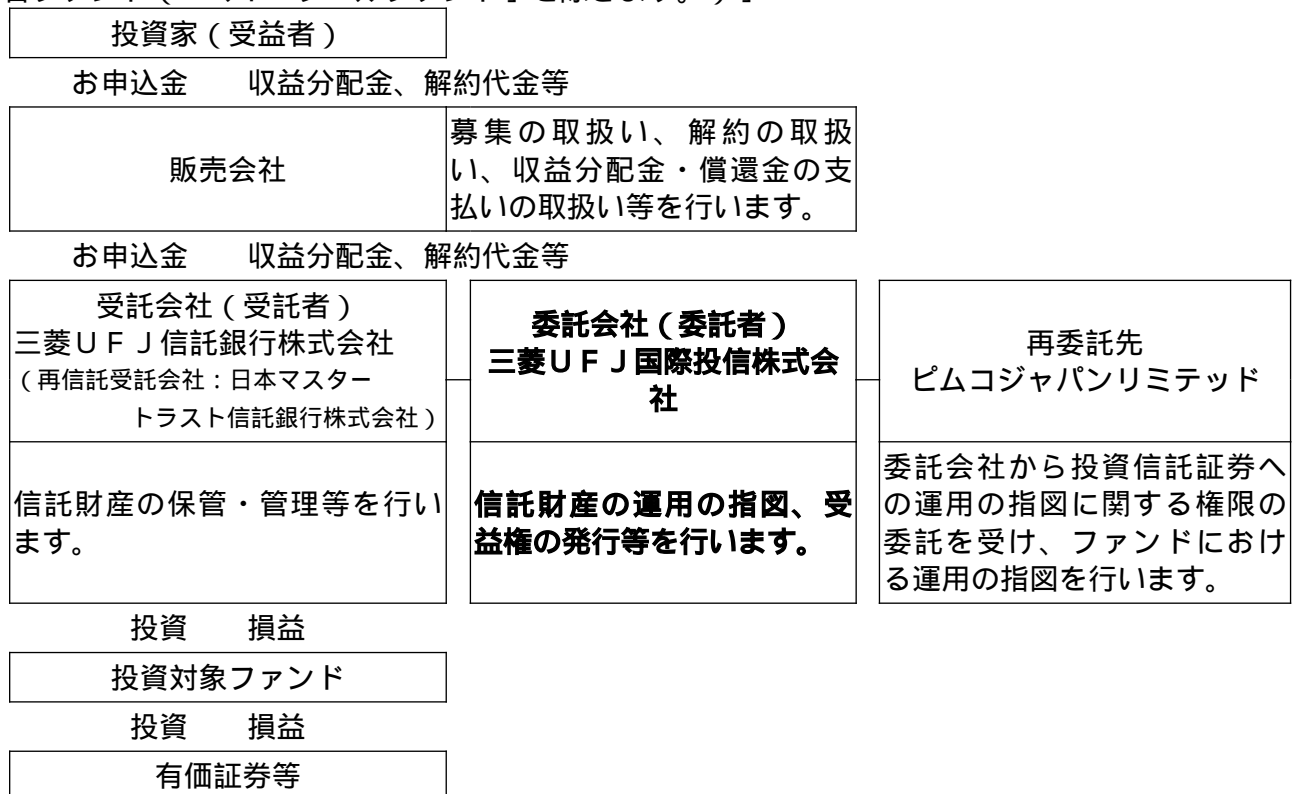 投資家(受益者)
お申込金　　収益分配金、解約代金等
販売会社
募集の取扱い、解約の取扱
い、収益分配金・償還金の支
払いの取扱い等を行います。
お申込金　　収益分配金、解約代金等
受託会社(受託者)
三菱UFJ信託銀行株式会社
(再信託受託会社:日本マスター
トラスト信託銀行株式会社)
委託会社(委託者)
三菱UFJ国際投信株式会
社
再委託先
ピムコジャパンリミテッド
信託財産の保管・管理等を行い
ます。
信託財産の運用の指図、受
益権の発行等を行います。
委託会社から投資信託証券へ
の運用の指図に関する権限の
委託を受け、ファンドにおけ
る運用の指図を行います。
投資　　損益
投資対象ファンド
投資　　損益
有価証券等